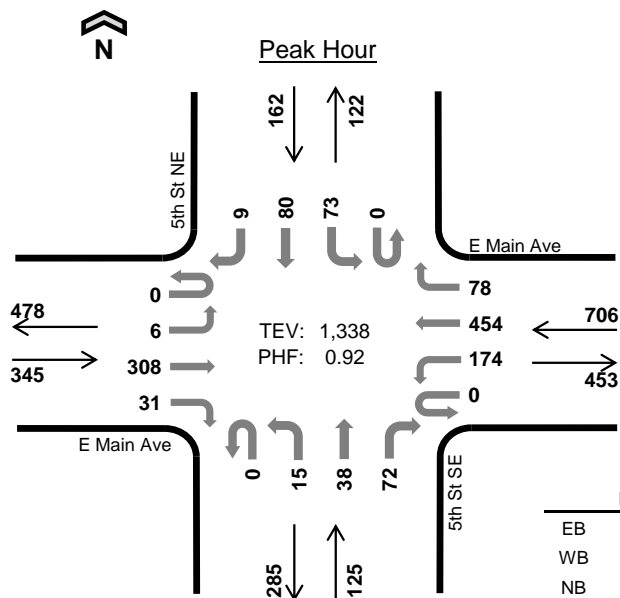 N
Peak Hour
162
122
5th St NE
9
80
73
0
E Main Ave
478
345
0
6
308
31
TEV: 1,338
PHF: 0.92
78
454
174
0
706
453
E Main Ave
0
15
38
72
5th St SE
285
125
EB
WB
NB